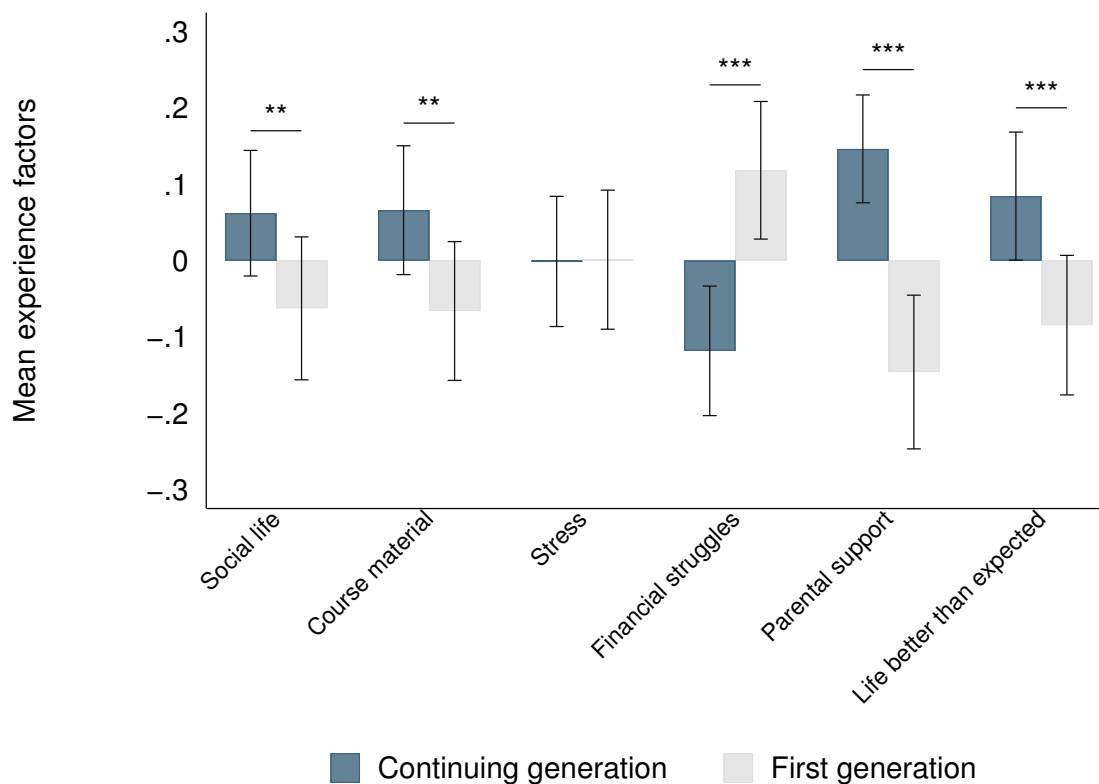 Mean experience factors
.3
.2
.1
0
−.1
−.2
−.3
**
**
***
***
***
Social life
Course material
Stress
Financial struggles
Parental support
Life better than expected
Continuing generation
First generation